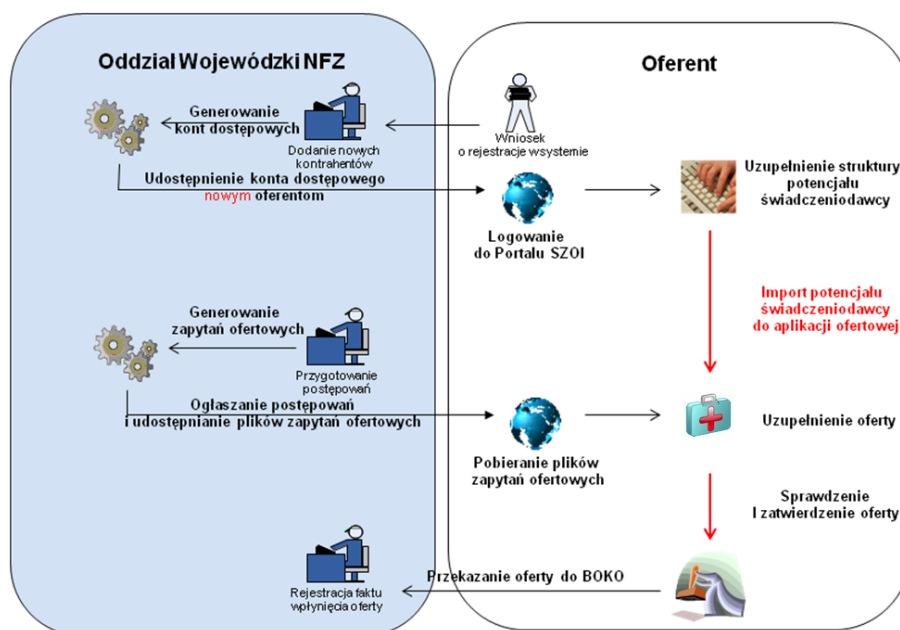 Oddział Wojewódzki NFZ
Oferent
Generowanie
kont dostępowych
Dodanie nowych
kontrahentów
Wniosek
o rejestracje wsystemie
Udostępnienie konta dostępowego
nowym oferentom
Logowanie
do Portalu SZOI
Uzupełnienie struktury
potencjału
świadczeniodawcy
Import potencjału
świadczeniodawcy
do aplikacji ofertowej
Generowanie
zapytań ofertowych
Przygotowanie
postępowań
Ogłaszanie postępowań
i udostępnianie plików zapytań ofertowych
Pobieranie plików
zapytań ofertowych
Uzupełnienie oferty
Sprawdzenie
I zatwierdzenie oferty
Przekazanie oferty do BOKO
Rejestracja faktu
wpłynięcia oferty